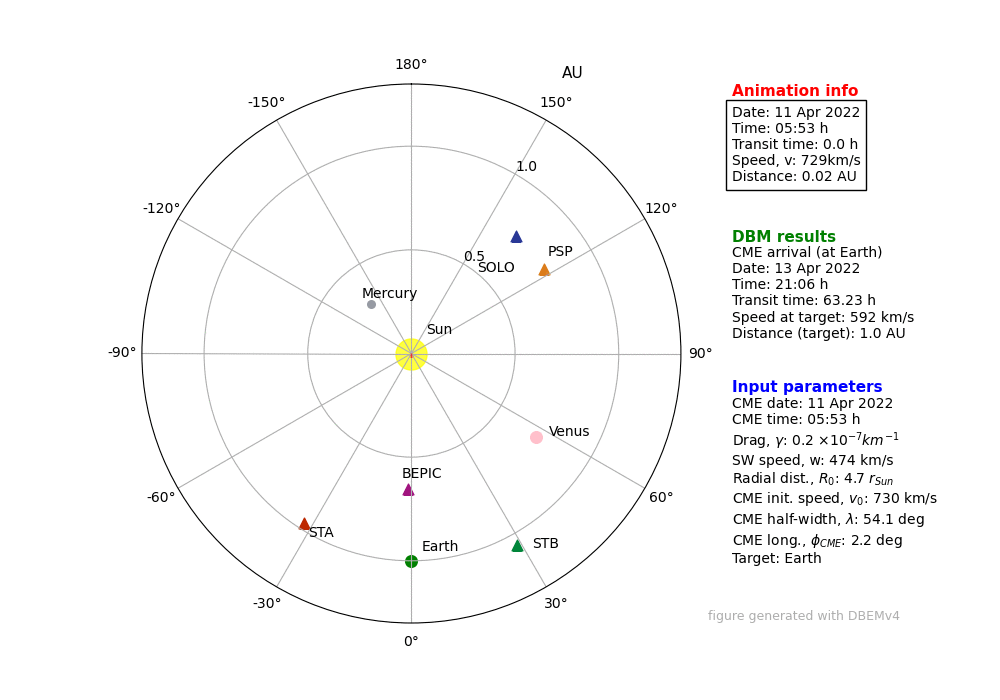 180°
AU
-150°
150°
1.0
-120°
120°
PSP
0.5
SOLO
Mercury
Sun
-90°
90°
Venus
BEPIC
-60°
60°
STA
Earth
STB
-30°
30°
0°
Animation info
Date: 11 Apr 2022
Time: 05:53 h
Transit time: 0.0 h
Speed, v: 729km/s
Distance: 0.02 AU
DBM results
CME arrival (at Earth)
Date: 13 Apr 2022
Time: 21:06 h
Transit time: 63.23 h
Speed at target: 592 km/s
Distance (target): 1.0 AU
Input parameters
CME date: 11 Apr 2022
CME time: 05:53 h
Drag, γ: 0.2 ×10⁻⁷km⁻¹
SW speed, w: 474 km/s
Radial dist., R₀: 4.7 r_Sun
CME init. speed, v₀: 730 km/s
CME half-width, λ: 54.1 deg
CME long., ϕ_CME: 2.2 deg
Target: Earth
figure generated with DBEMv4